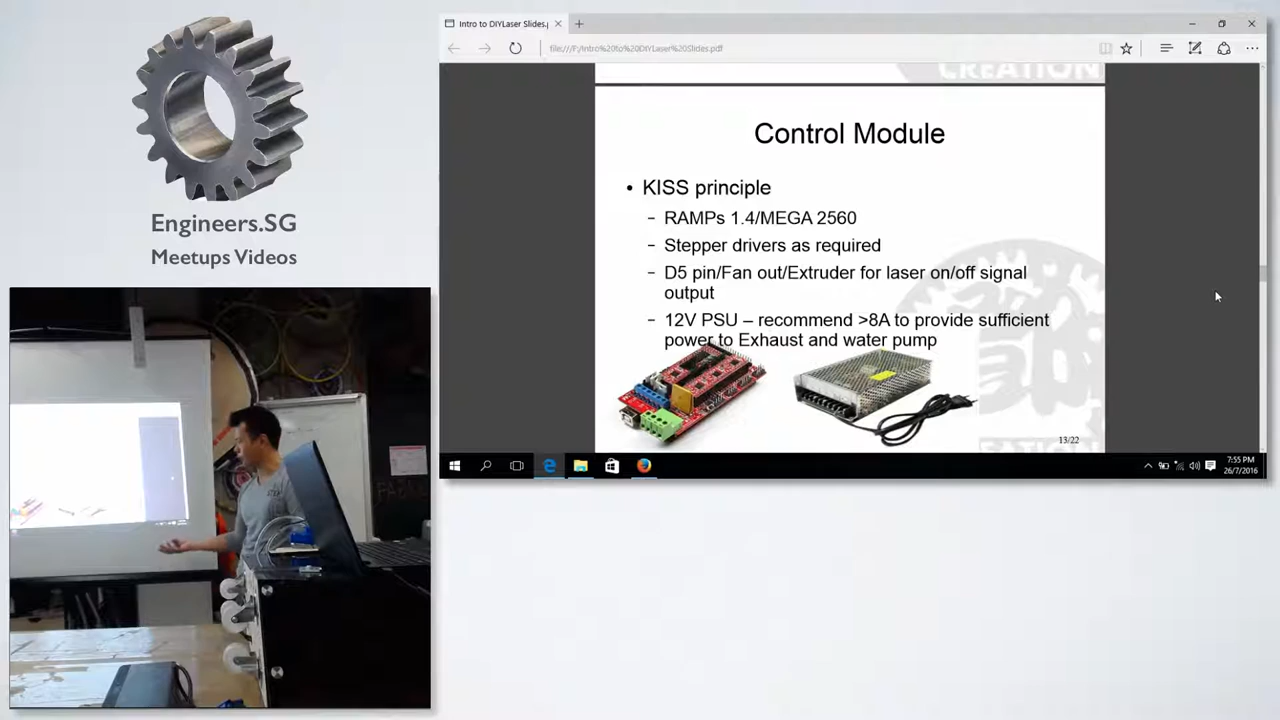 Engineers.SG
Meetups Videos
Intro to DIYLaser Slides.p
file:///F:/Intro%20to%20DIYLaser%20Slides.pdf
CREATION
Control Module
• KISS principle
– RAMPs 1.4/MEGA 2560
– Stepper drivers as required
– D5 pin/Fan out/Extruder for laser on/off signal
output
– 12V PSU – recommend >8A to provide sufficient
power to Exhaust and water pump
13/22
7:55 PM
26/7/2016